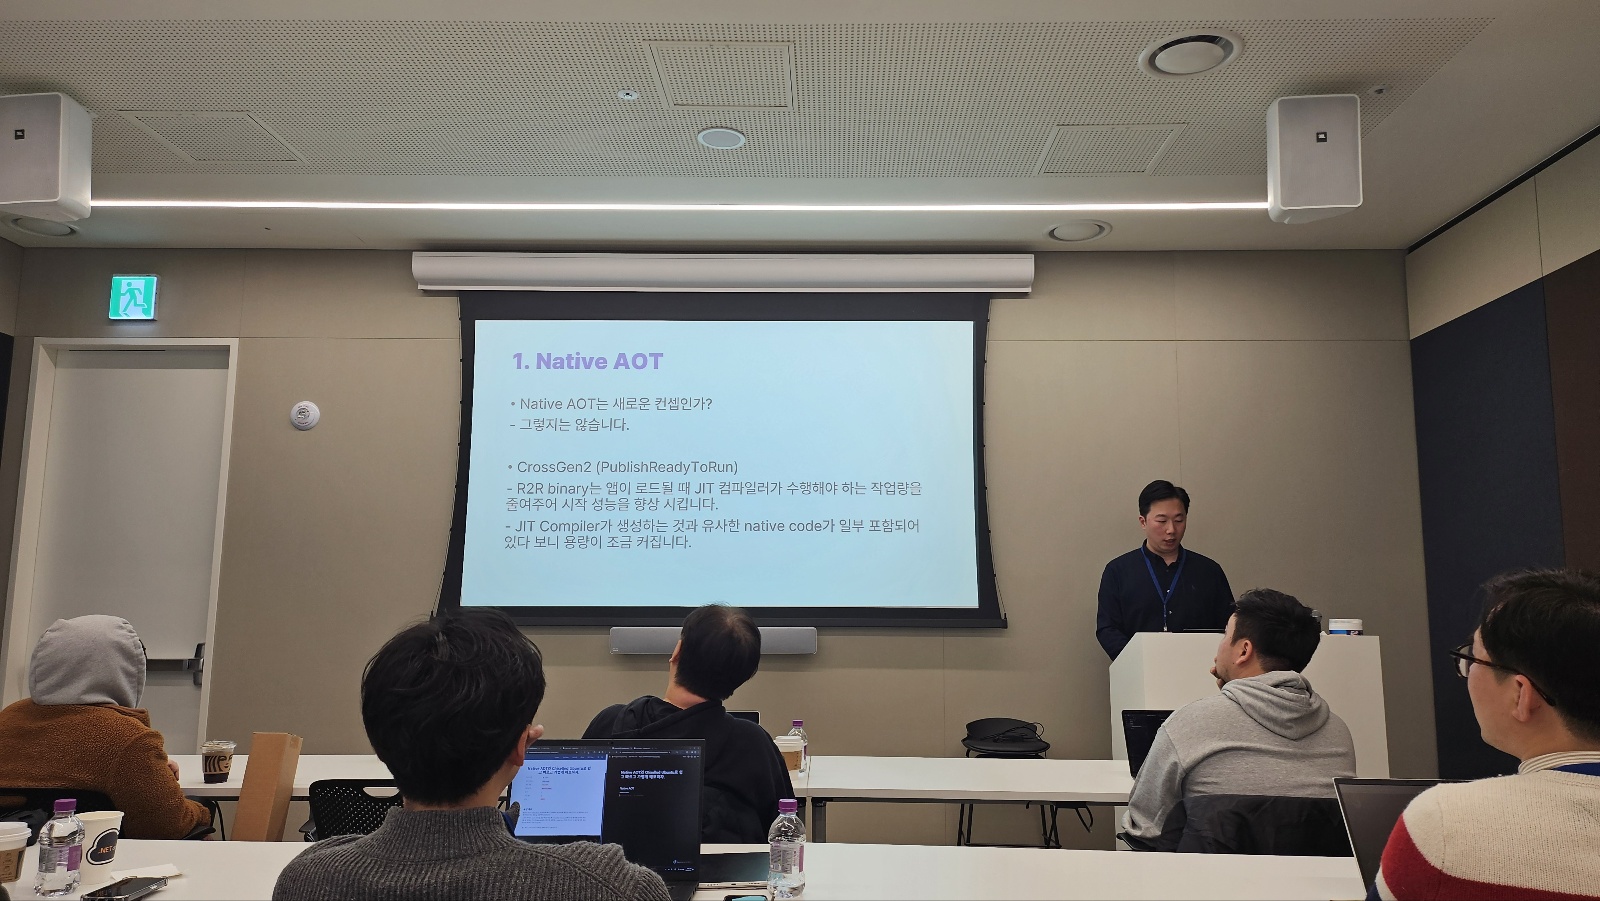 1. Native AOT
• Native AOT는 새로운 컨셉인가?
- 그렇지는 않습니다.
• CrossGen2 (PublishReadyToRun)
- R2R binary는 앱이 로드될 때 JIT 컴파일러가 수행해야 하는 작업량을
줄여주어 시작 성능을 향상 시킵니다.
- JIT Compiler가 생성하는 것과 유사한 native code가 일부 포함되어
있다 보니 용량이 조금 커집니다.
Native AOT
.NET